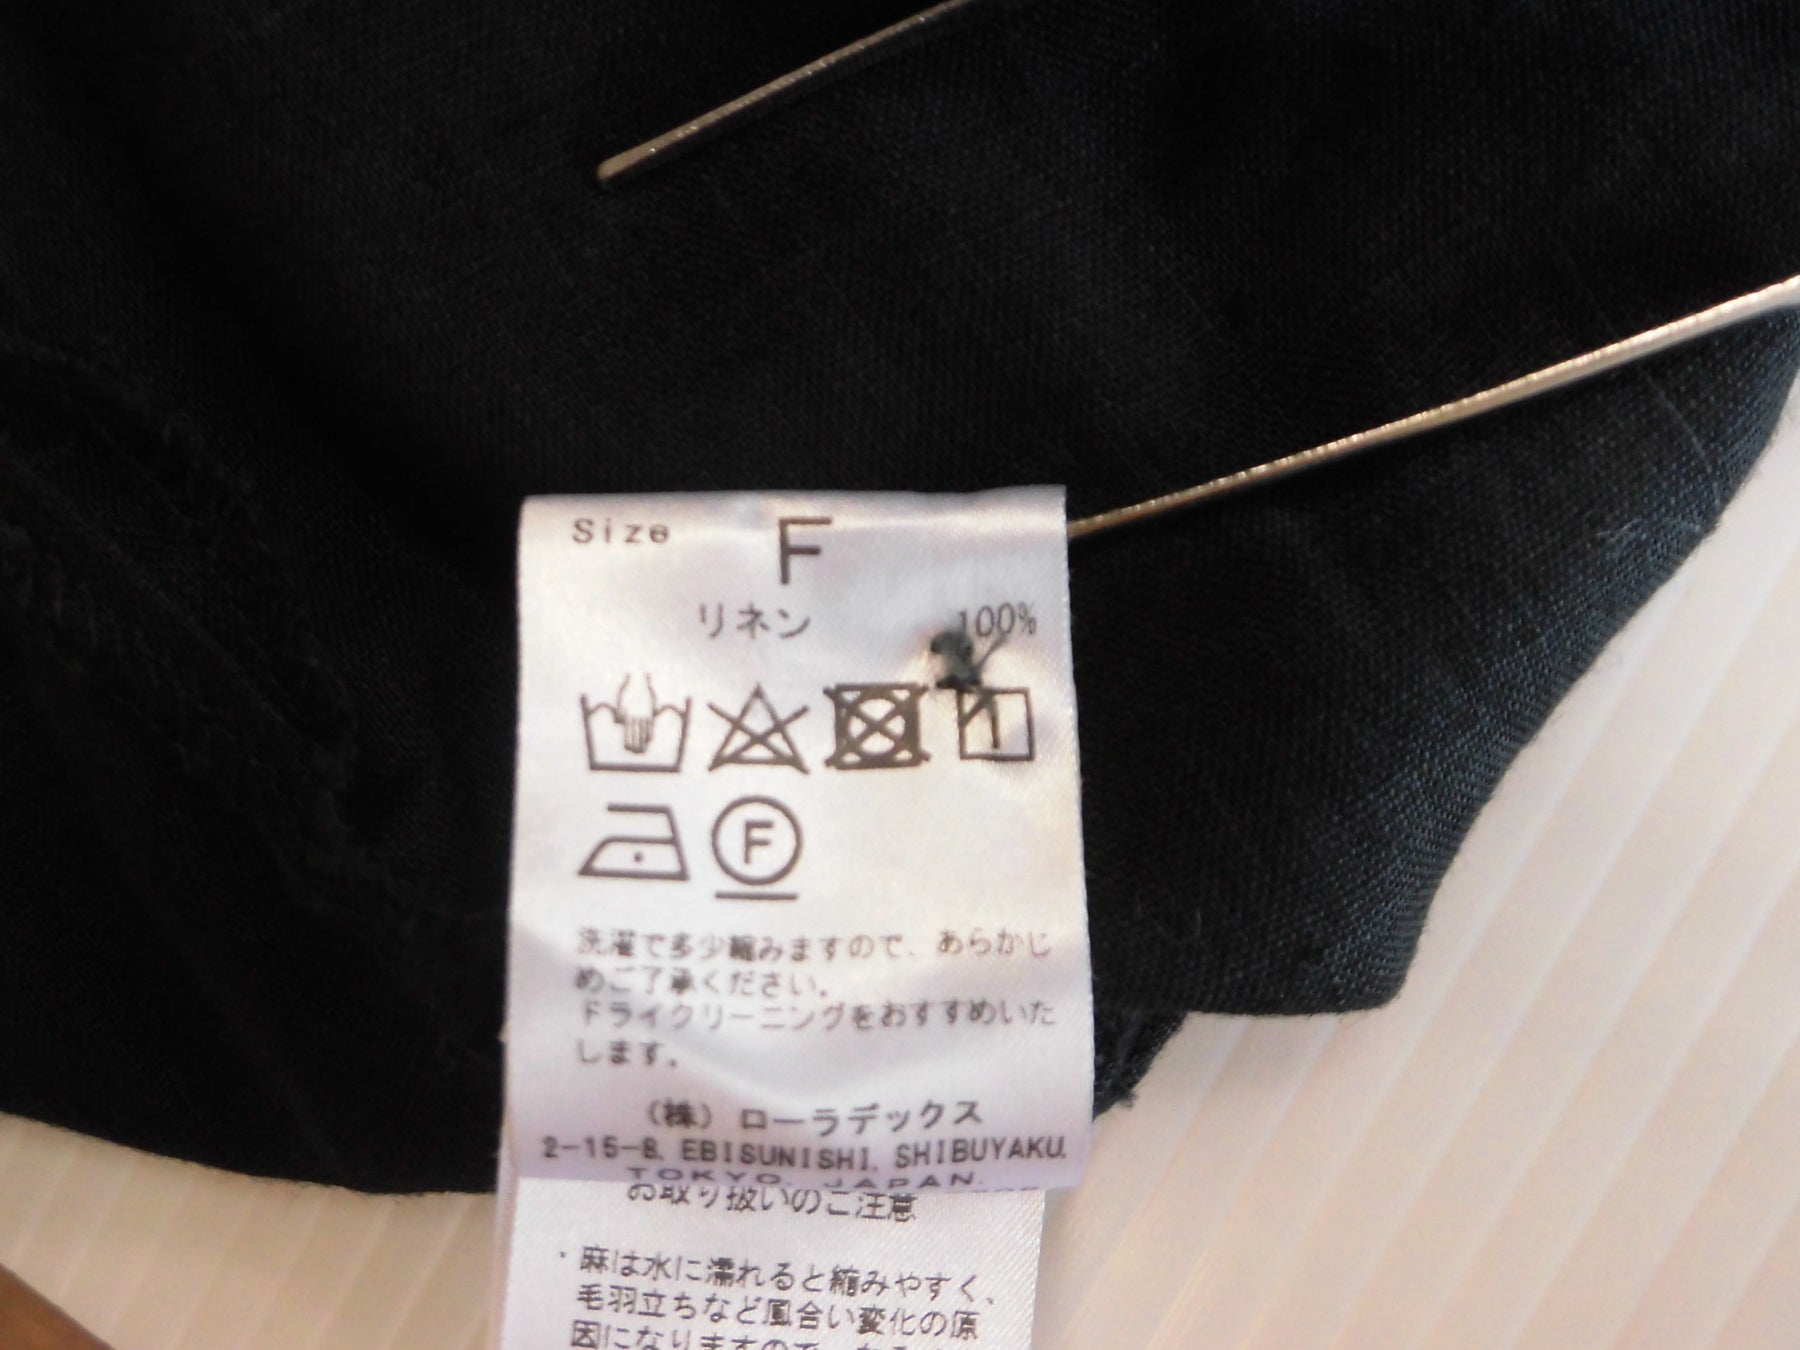 Size F
リネン 100%
F
洗濯で多少縮みますので、あらかじ
めご了承ください。
ドライクリーニングをおすすめいた
します。
(株) ローラデックス
2-15-8, EBISUNISHI, SHIBUYAKU,
TOKYO, JAPAN.
お取り扱いのご注意
・麻は水に濡れると縮みやすく、
毛羽立ちなど風合い変化の原
因になりますので、